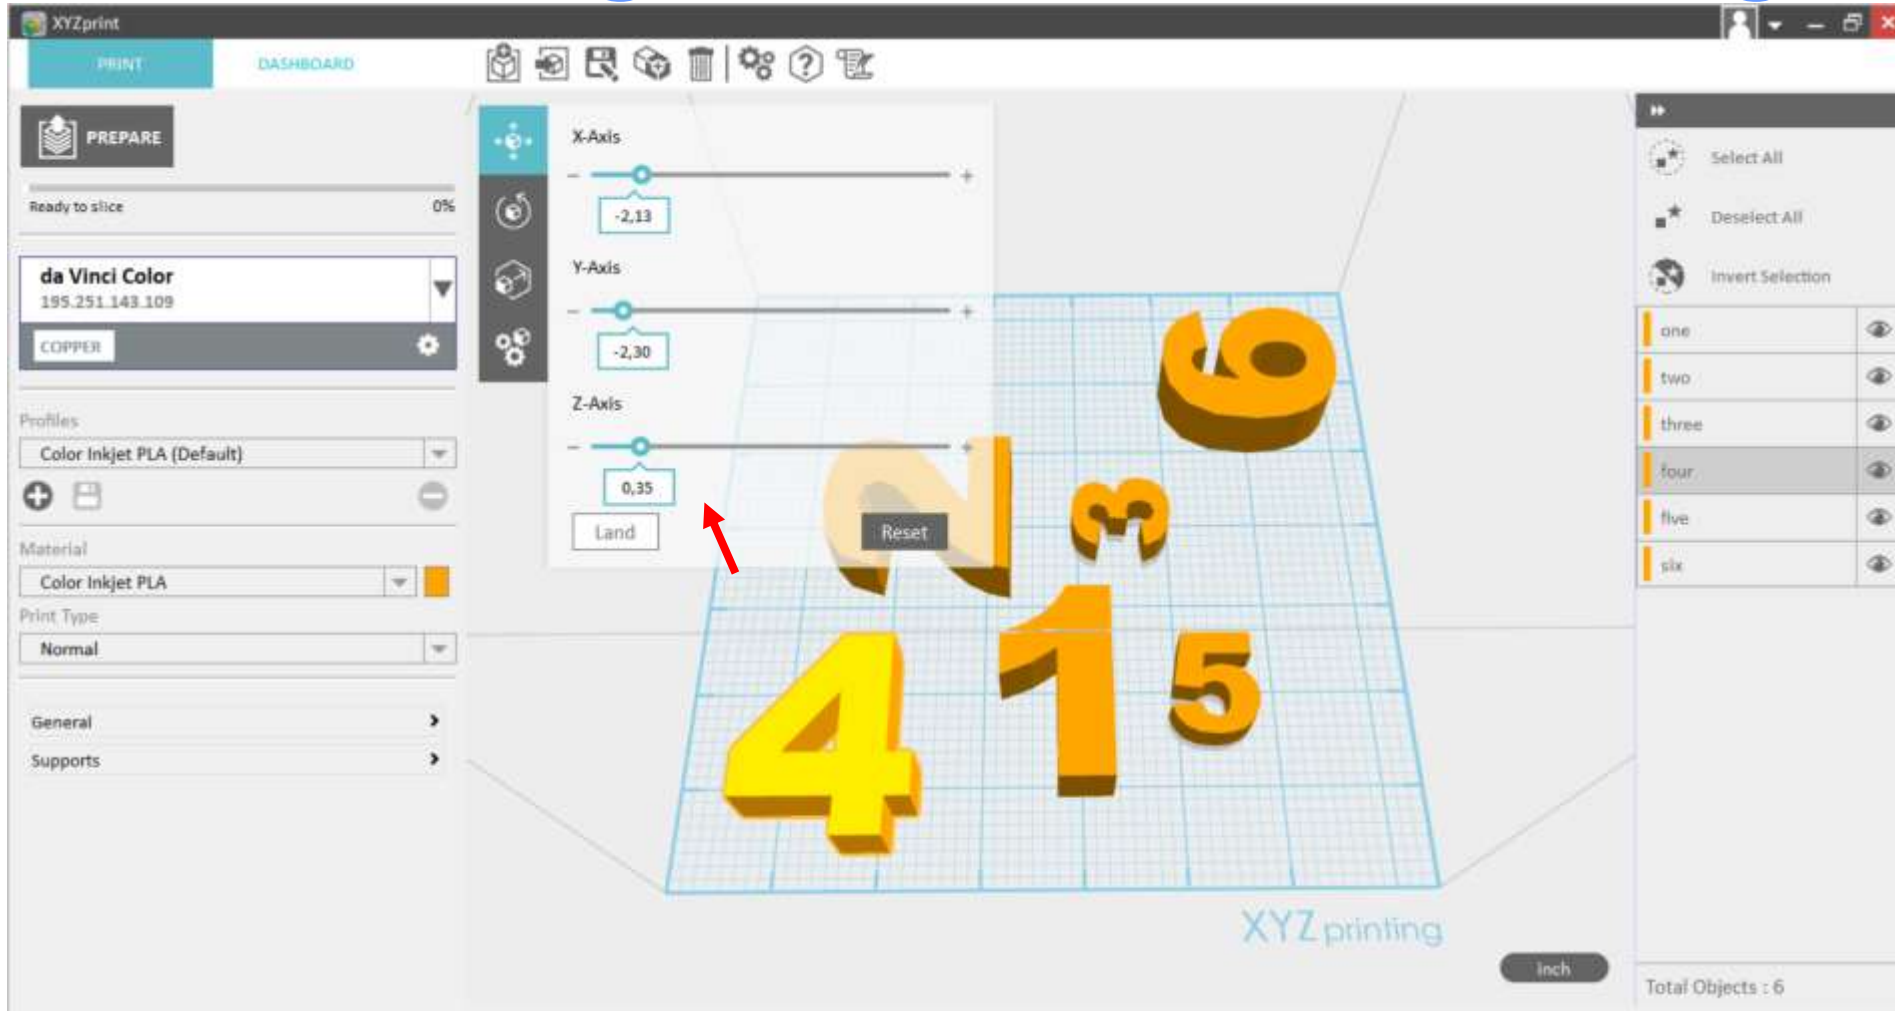 XYZprint
PRINT
DASHBOARD
PREPARE
Ready to slice
0%
da Vinci Color
195.251.143.109
COPPER
Profiles
Color Inkjet PLA (Default)
Material
Color Inkjet PLA
Print Type
Normal
General
Supports
X-Axis
-2,13
Y-Axis
-2,30
Z-Axis
0,35
Land
Reset
6
2
3
4
1
5
XYZprinting
Inch
Select All
Deselect All
Invert Selection
one
two
three
four
five
six
Total Objects : 6